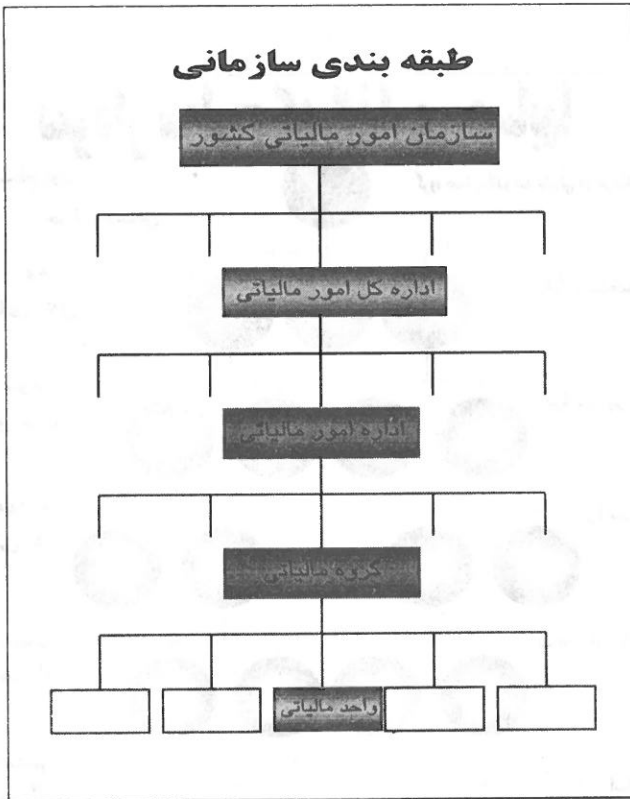 طبقه بندی سازمانی
سازمان امور مالیاتی کشور
اداره کل امور مالیاتی
اداره امور مالیاتی
گروه مالیاتی
واحد مالیاتی